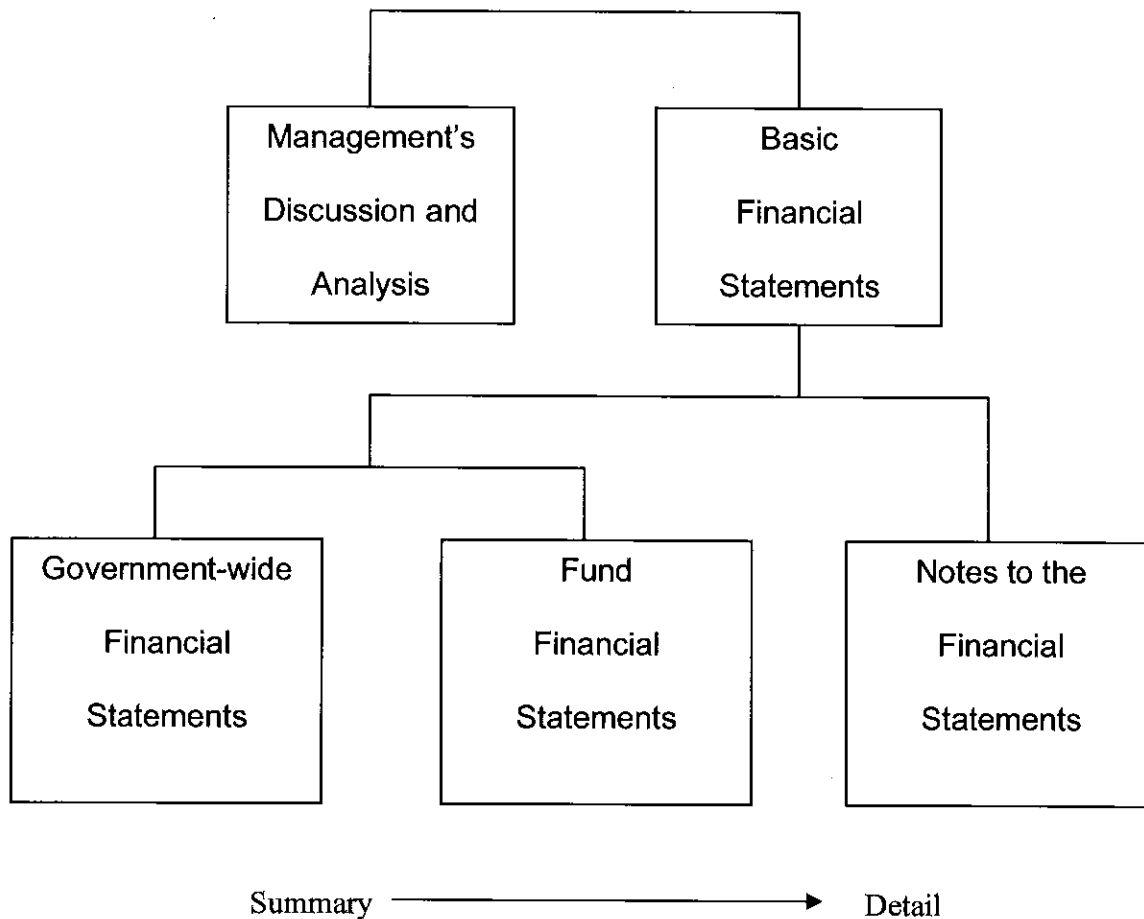 Management's
Discussion and
Analysis
Basic
Financial
Statements
Government-wide
Financial
Statements
Fund
Financial
Statements
Notes to the
Financial
Statements
Summary
Detail